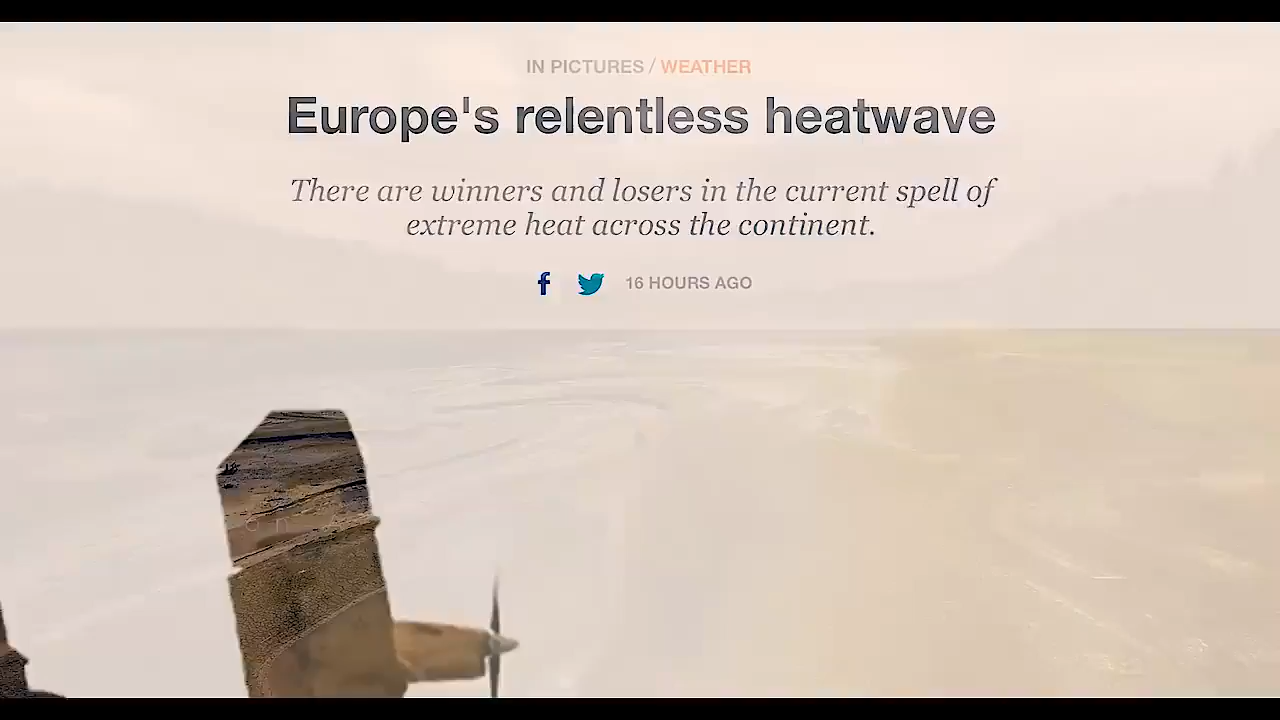 IN PICTURES / WEATHER
Europe's relentless heatwave
There are winners and losers in the current spell of
extreme heat across the continent.
16 HOURS AGO